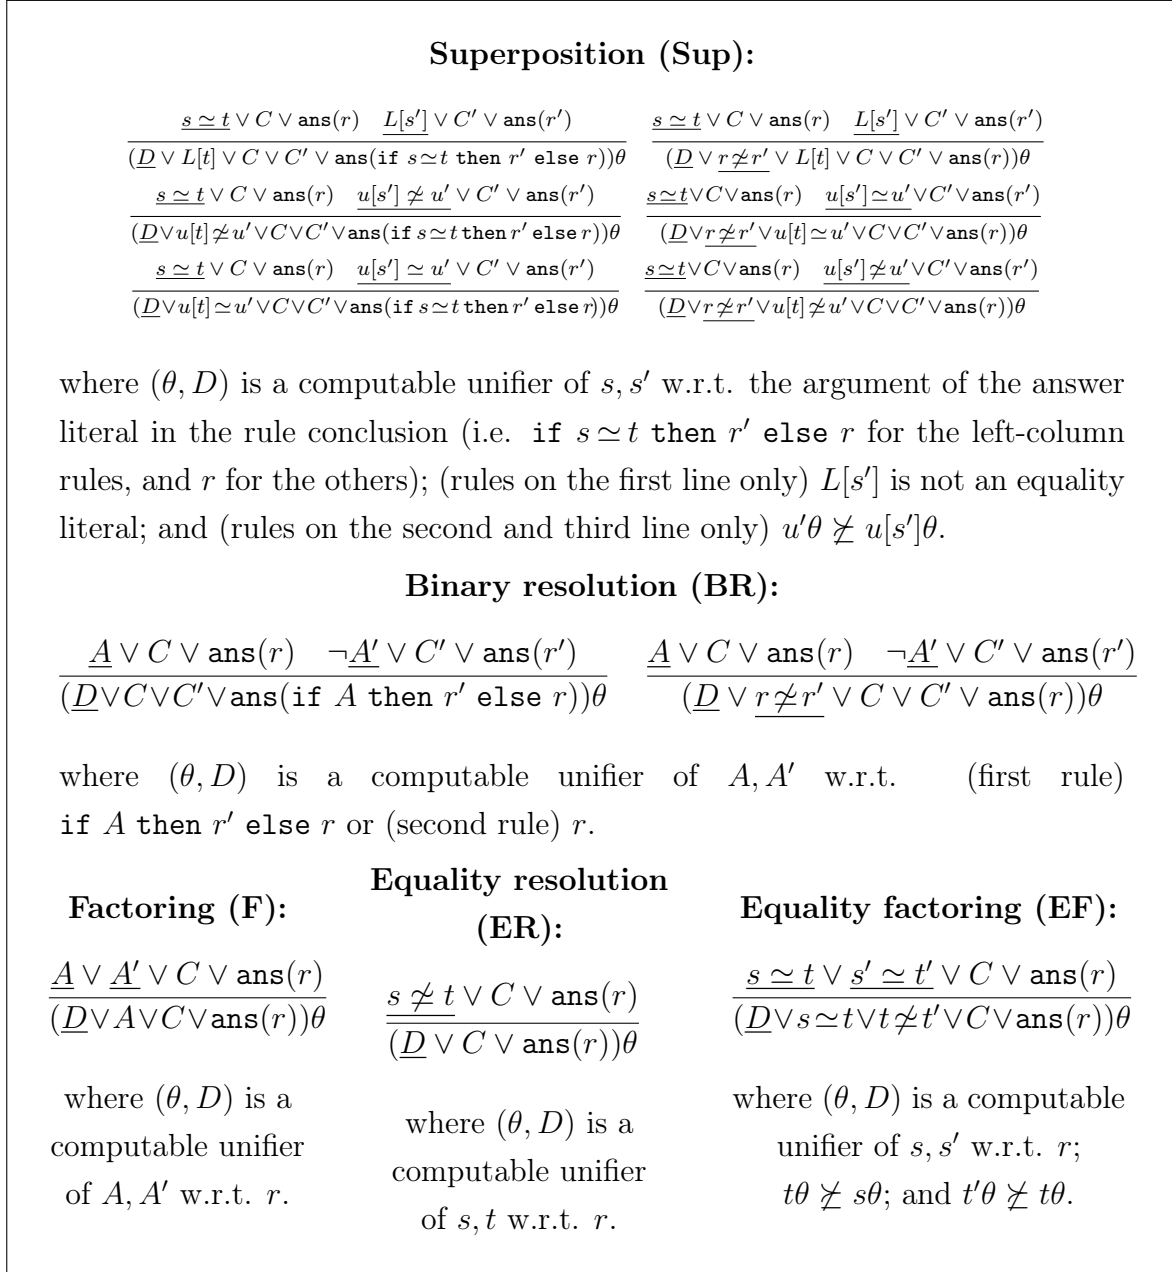 Superposition (Sup):
s ≃ t ∨ C ∨ ans(r)    L[s′] ∨ C′ ∨ ans(r′)    s ≃ t ∨ C ∨ ans(r)    L[s′] ∨ C′ ∨ ans(r′)
(D ∨ L[t] ∨ C ∨ C′ ∨ ans(if s≃t then r′ else r))θ    (D ∨ r≄r′ ∨ L[t] ∨ C ∨ C′ ∨ ans(r))θ
s ≃ t ∨ C ∨ ans(r)    u[s′] ≄ u′ ∨ C′ ∨ ans(r′)    s≃t∨C∨ans(r)    u[s′]≃u′∨C′∨ans(r′)
(D∨u[t]≄u′∨C∨C′∨ans(if s≃t then r′ else r))θ    (D∨r≄r′∨u[t]≃u′∨C∨C′∨ans(r))θ
s ≃ t ∨ C ∨ ans(r)    u[s′] ≃ u′ ∨ C′ ∨ ans(r′)    s≃t∨C∨ans(r)    u[s′]≄u′∨C′∨ans(r′)
(D∨u[t]≃u′∨C∨C′∨ans(if s≃t then r′ else r))θ    (D∨r≄r′∨u[t]≄u′∨C∨C′∨ans(r))θ
where (θ, D) is a computable unifier of s, s′ w.r.t. the argument of the answer
literal in the rule conclusion (i.e. if s≃t then r′ else r for the left-column
rules, and r for the others); (rules on the first line only) L[s′] is not an equality
literal; and (rules on the second and third line only) u′θ ⋡ u[s′]θ.
Binary resolution (BR):
A ∨ C ∨ ans(r)    ¬A′ ∨ C′ ∨ ans(r′)    A ∨ C ∨ ans(r)    ¬A′ ∨ C′ ∨ ans(r′)
(D∨C∨C′∨ans(if A then r′ else r))θ    (D ∨ r≄r′ ∨ C ∨ C′ ∨ ans(r))θ
where (θ, D) is a computable unifier of A, A′ w.r.t. (first rule)
if A then r′ else r or (second rule) r.
Factoring (F):
A ∨ A′ ∨ C ∨ ans(r)
(D∨A∨C∨ans(r))θ
where (θ, D) is a
computable unifier
of A, A′ w.r.t. r.
Equality resolution
(ER):
s ≄ t ∨ C ∨ ans(r)
(D ∨ C ∨ ans(r))θ
where (θ, D) is a
computable unifier
of s, t w.r.t. r.
Equality factoring (EF):
s ≃ t ∨ s′ ≃ t′ ∨ C ∨ ans(r)
(D∨s≃t∨t≄t′∨C∨ans(r))θ
where (θ, D) is a computable
unifier of s, s′ w.r.t. r;
tθ ⋡ sθ; and t′θ ⋡ tθ.